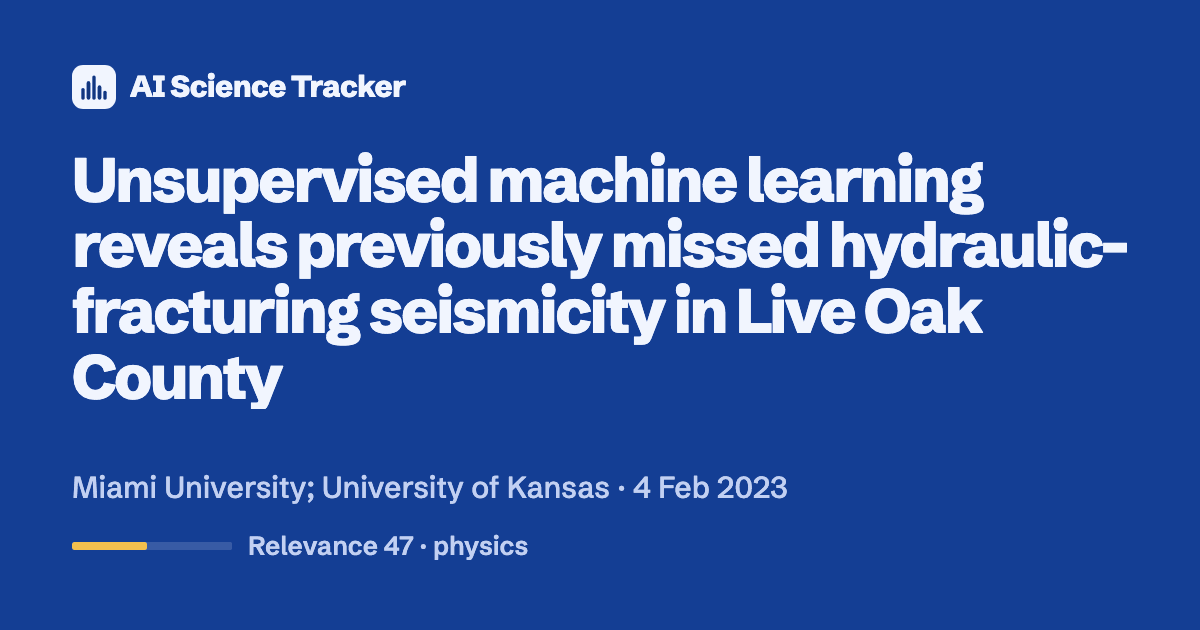 AI Science Tracker
Unsupervised machine learning
reveals previously missed hydraulic-
fracturing seismicity in Live Oak
County
Miami University; University of Kansas · 4 Feb 2023
Relevance 47 · physics